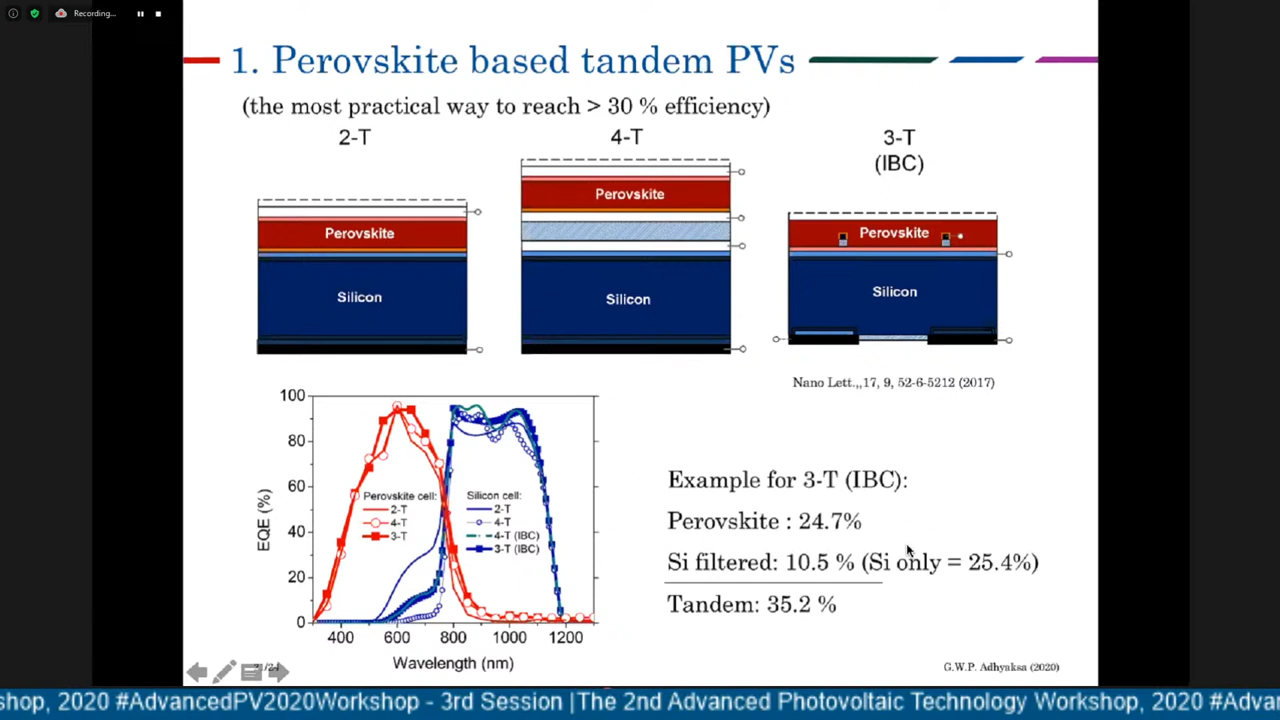 Recording...
1. Perovskite based tandem PVs
(the most practical way to reach > 30 % efficiency)
2-T
4-T
3-T
(IBC)
Perovskite
Silicon
Perovskite
Silicon
Perovskite
Silicon
Nano Lett.,,17, 9, 52-6-5212 (2017)
100
80
60
40
20
0
EQE (%)
400
600
800
1000
1200
Wavelength (nm)
Perovskite cell:
2-T
4-T
3-T
Silicon cell:
2-T
4-T
4-T (IBC)
3-T (IBC)
Example for 3-T (IBC):
Perovskite : 24.7%
Si filtered: 10.5 % (Si only = 25.4%)
Tandem: 35.2 %
G.W.P. Adhyaksa (2020)
shop, 2020 #AdvancedPV2020Workshop - 3rd Session |The 2nd Advanced Photovoltaic Technology Workshop, 2020 #Adva